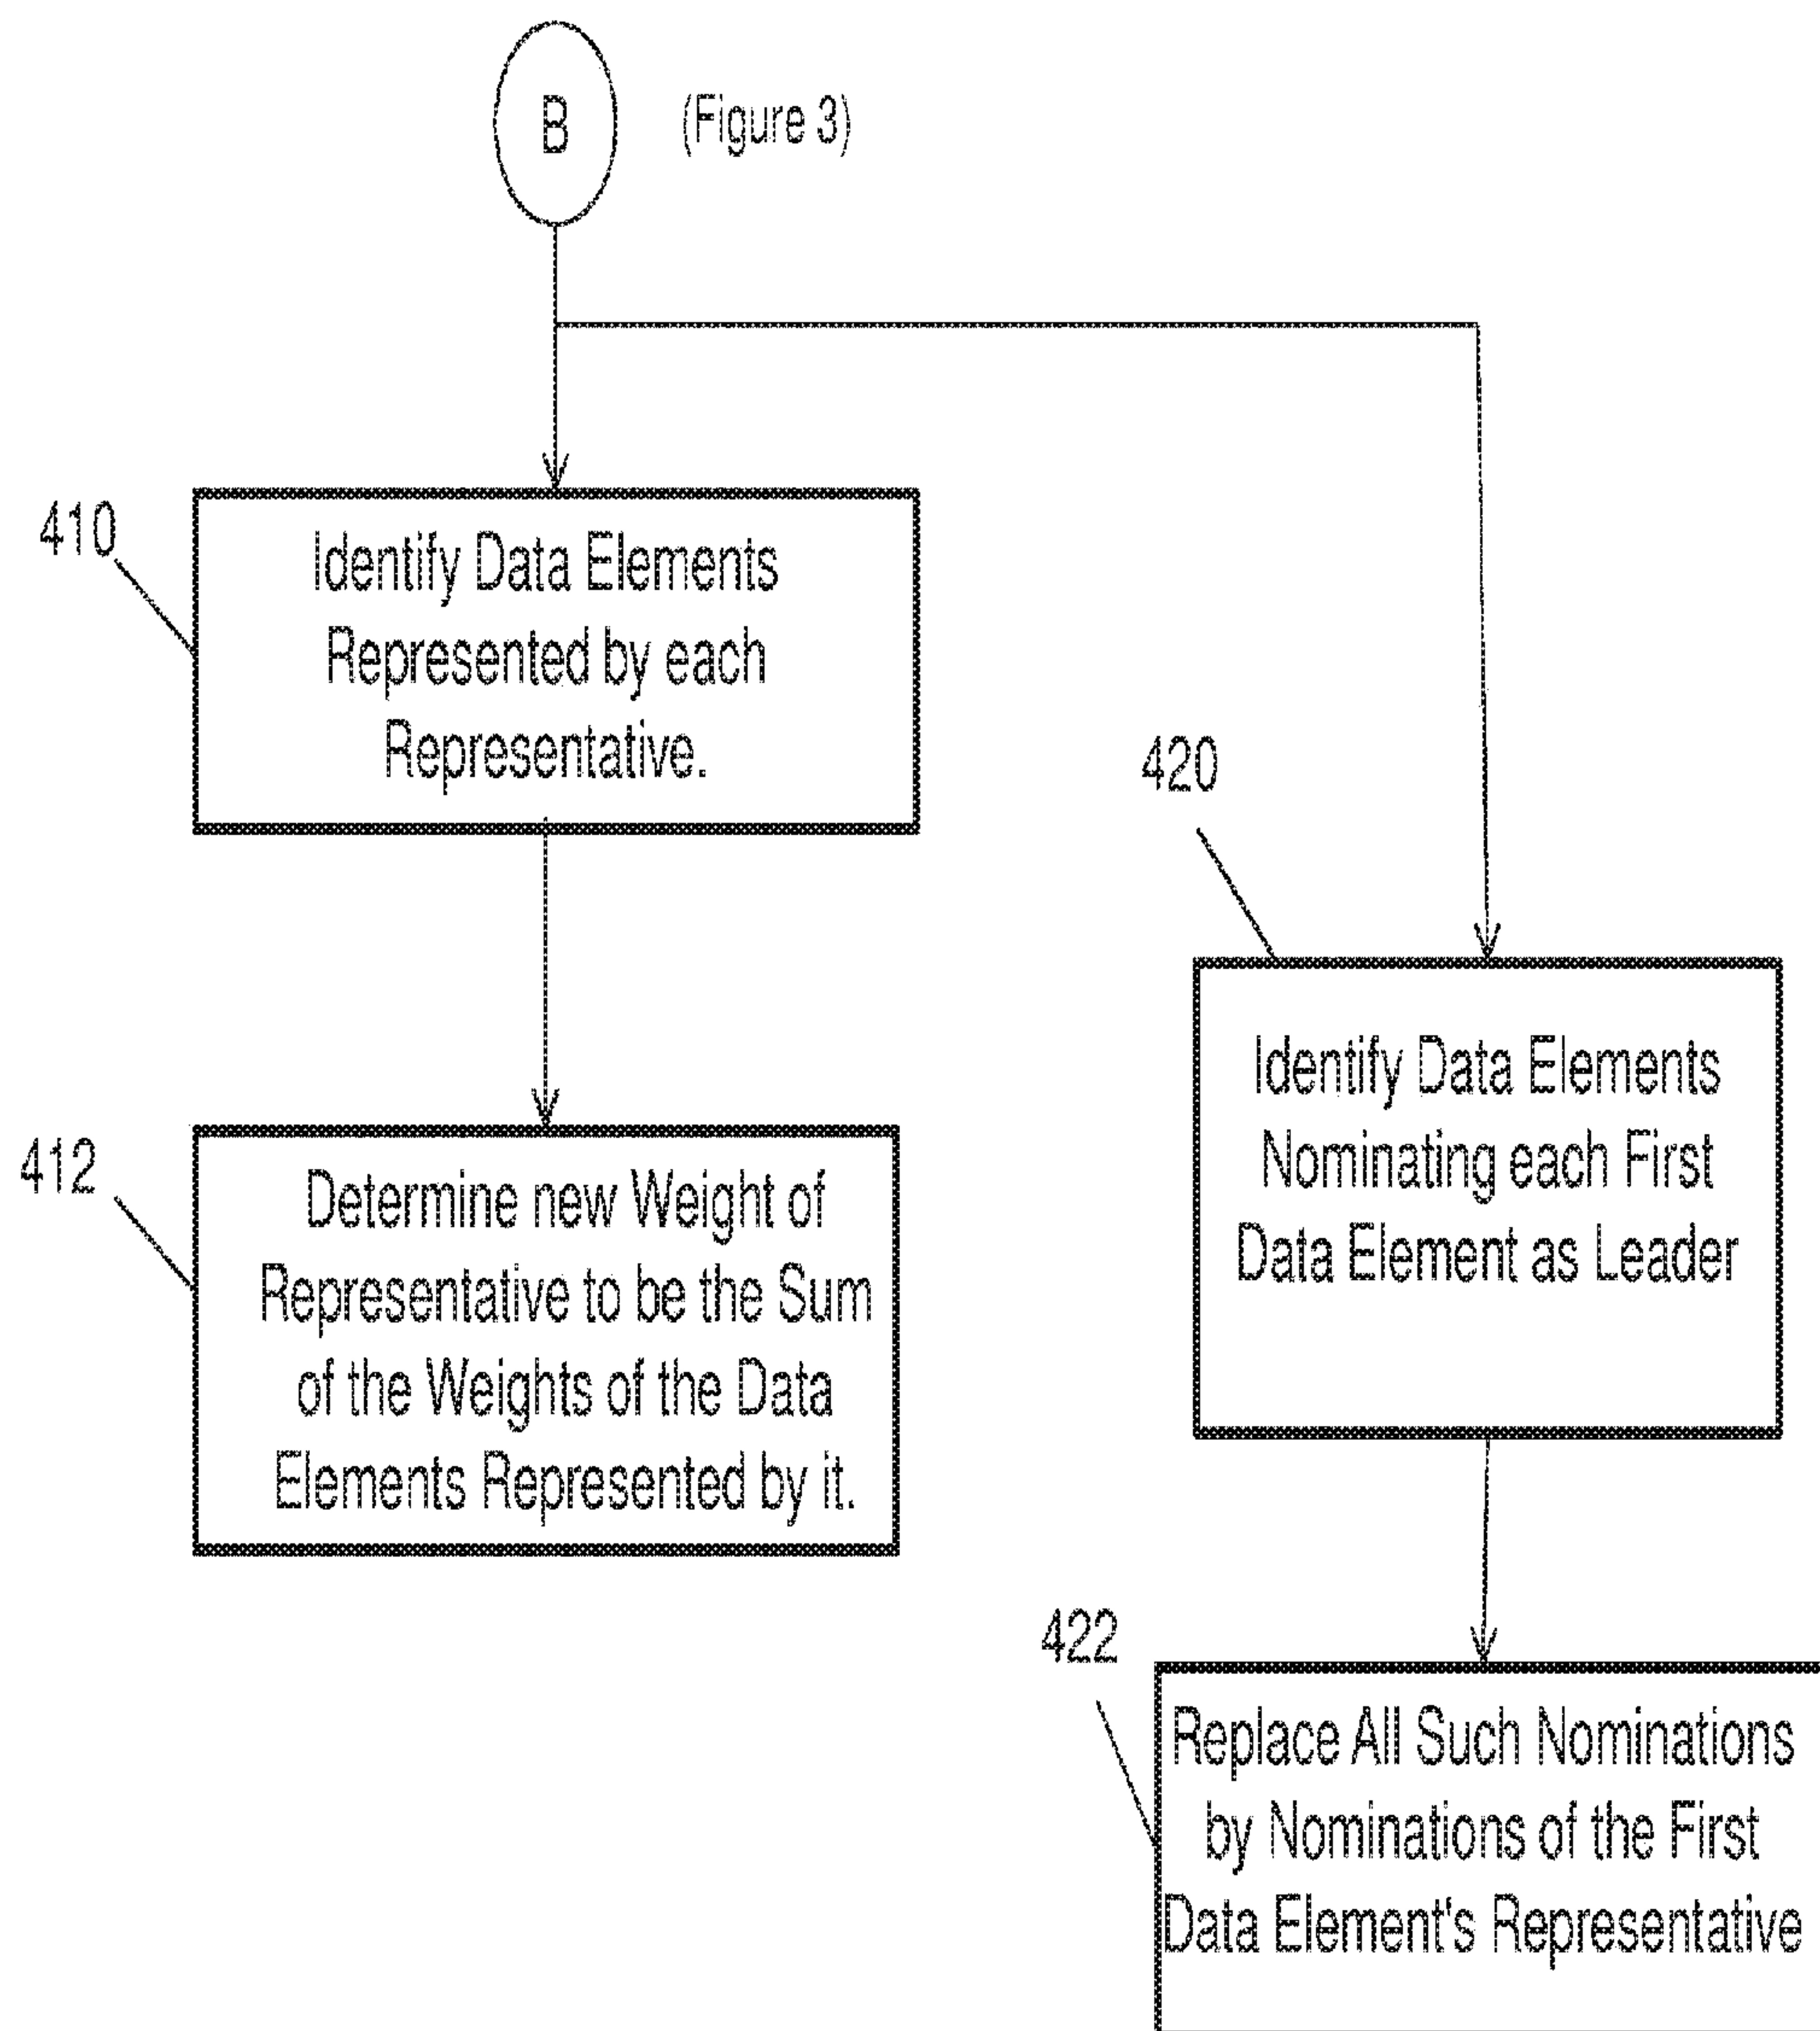 B
(Figure 3)
410
Identify Data Elements
Represented by each
Representative.
412
Determine new Weight of
Representative to be the Sum
of the Weights of the Data
Elements Represented by it.
420
Identify Data Elements
Nominating each First
Data Element as Leader
422
Replace All Such Nominations
by Nominations of the First
Data Element's Representative